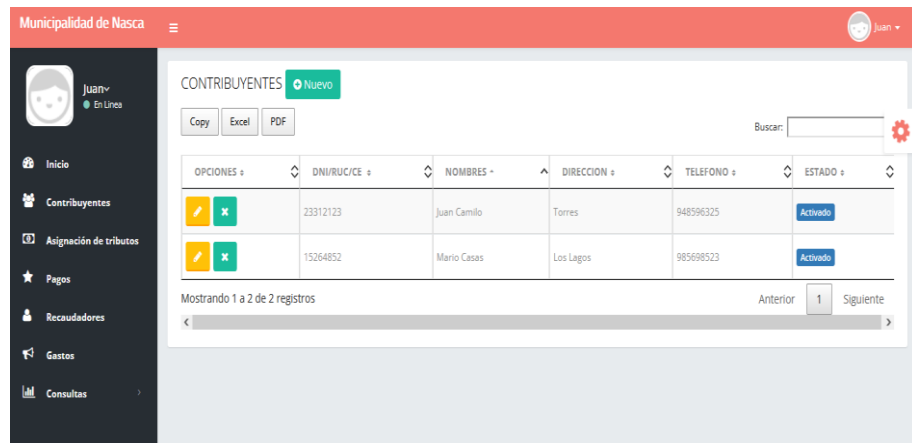 Municipalidad de Nasca
Juan
Juan
En Linea
Inicio
Contribuyentes
Asignación de tributos
Pagos
Recaudadores
Gastos
Consultas
CONTRIBUYENTES Nuevo
Copy Excel PDF
Buscar:
OPCIONES DNI/RUC/CE NOMBRES DIRECCION TELEFONO ESTADO
23312123 Juan Camilo Torres 948596325 Activado
15264852 Mario Casas Los Lagos 985698523 Activado
Mostrando 1 a 2 de 2 registros
Anterior 1 Siguiente